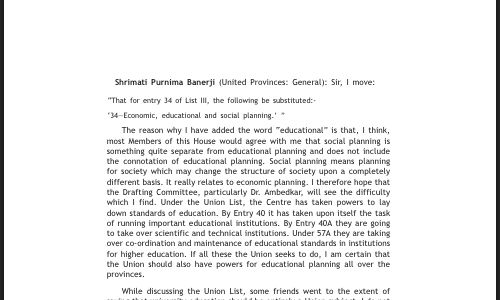 Shrimati Purnima Banerji (United Provinces: General): Sir, I move:
"That for entry 34 of List III, the following be substituted:-
'34—Economic, educational and social planning.' "
The reason why I have added the word "educational" is that, I think,
most Members of this House would agree with me that social planning is
something quite separate from educational planning and does not include
the connotation of educational planning. Social planning means planning
for society which may change the structure of society upon a completely
different basis. It really relates to economic planning. I therefore hope that
the Drafting Committee, particularly Dr. Ambedkar, will see the difficulty
which I find. Under the Union List, the Centre has taken powers to lay
down standards of education. By Entry 40 it has taken upon itself the task
of running important educational institutions. By Entry 40A they are going
to take over scientific and technical institutions. Under 57A they are taking
over co-ordination and maintenance of educational standards in institutions
for higher education. If all these the Union seeks to do, I am certain that
the Union should also have powers for educational planning all over the
provinces.
While discussing the Union List, some friends went to the extent of